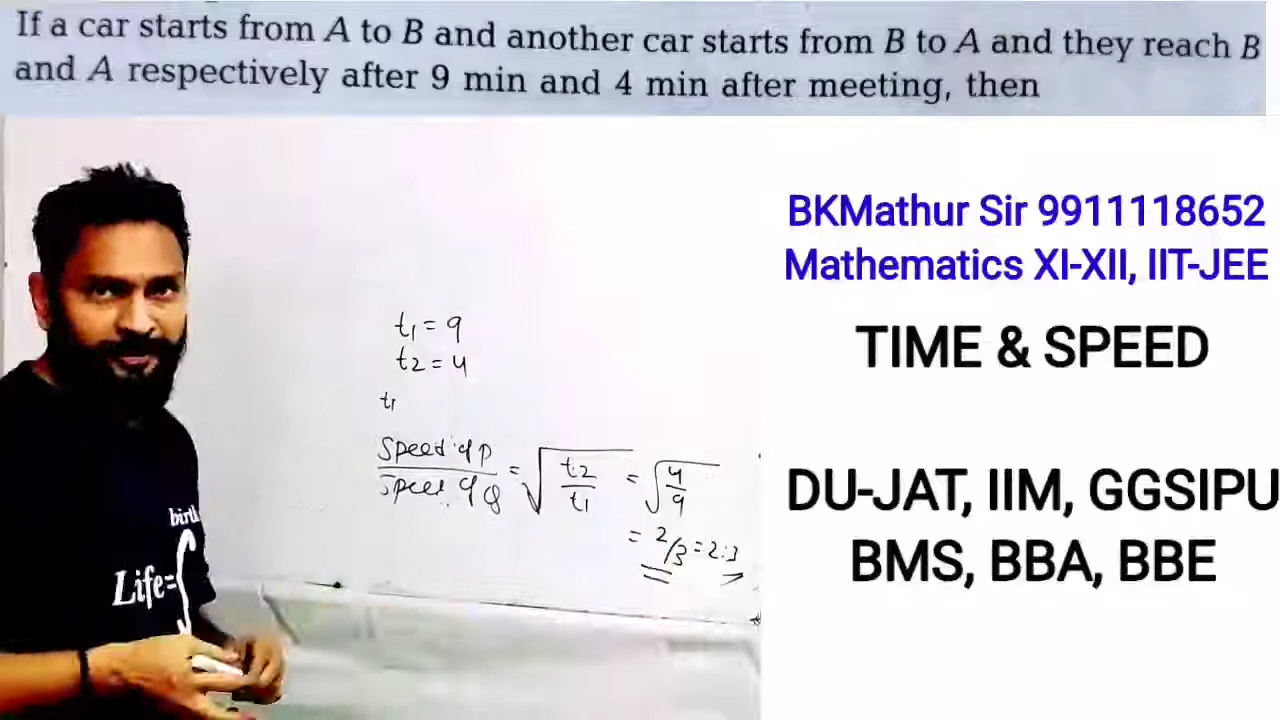 If a car starts from A to B and another car starts from B to A and they reach B
and A respectively after 9 min and 4 min after meeting, then
BKMathur Sir 9911118652
Mathematics XI-XII, IIT-JEE
TIME & SPEED
DU-JAT, IIM, GGSIPU
BMS, BBA, BBE
t₁ = 9
t₂ = 4
t₁
Speed of P / Speed of Q = √(t₂/t₁) = √(4/9)
= 2/3 = 2:3
birth
Life=∫